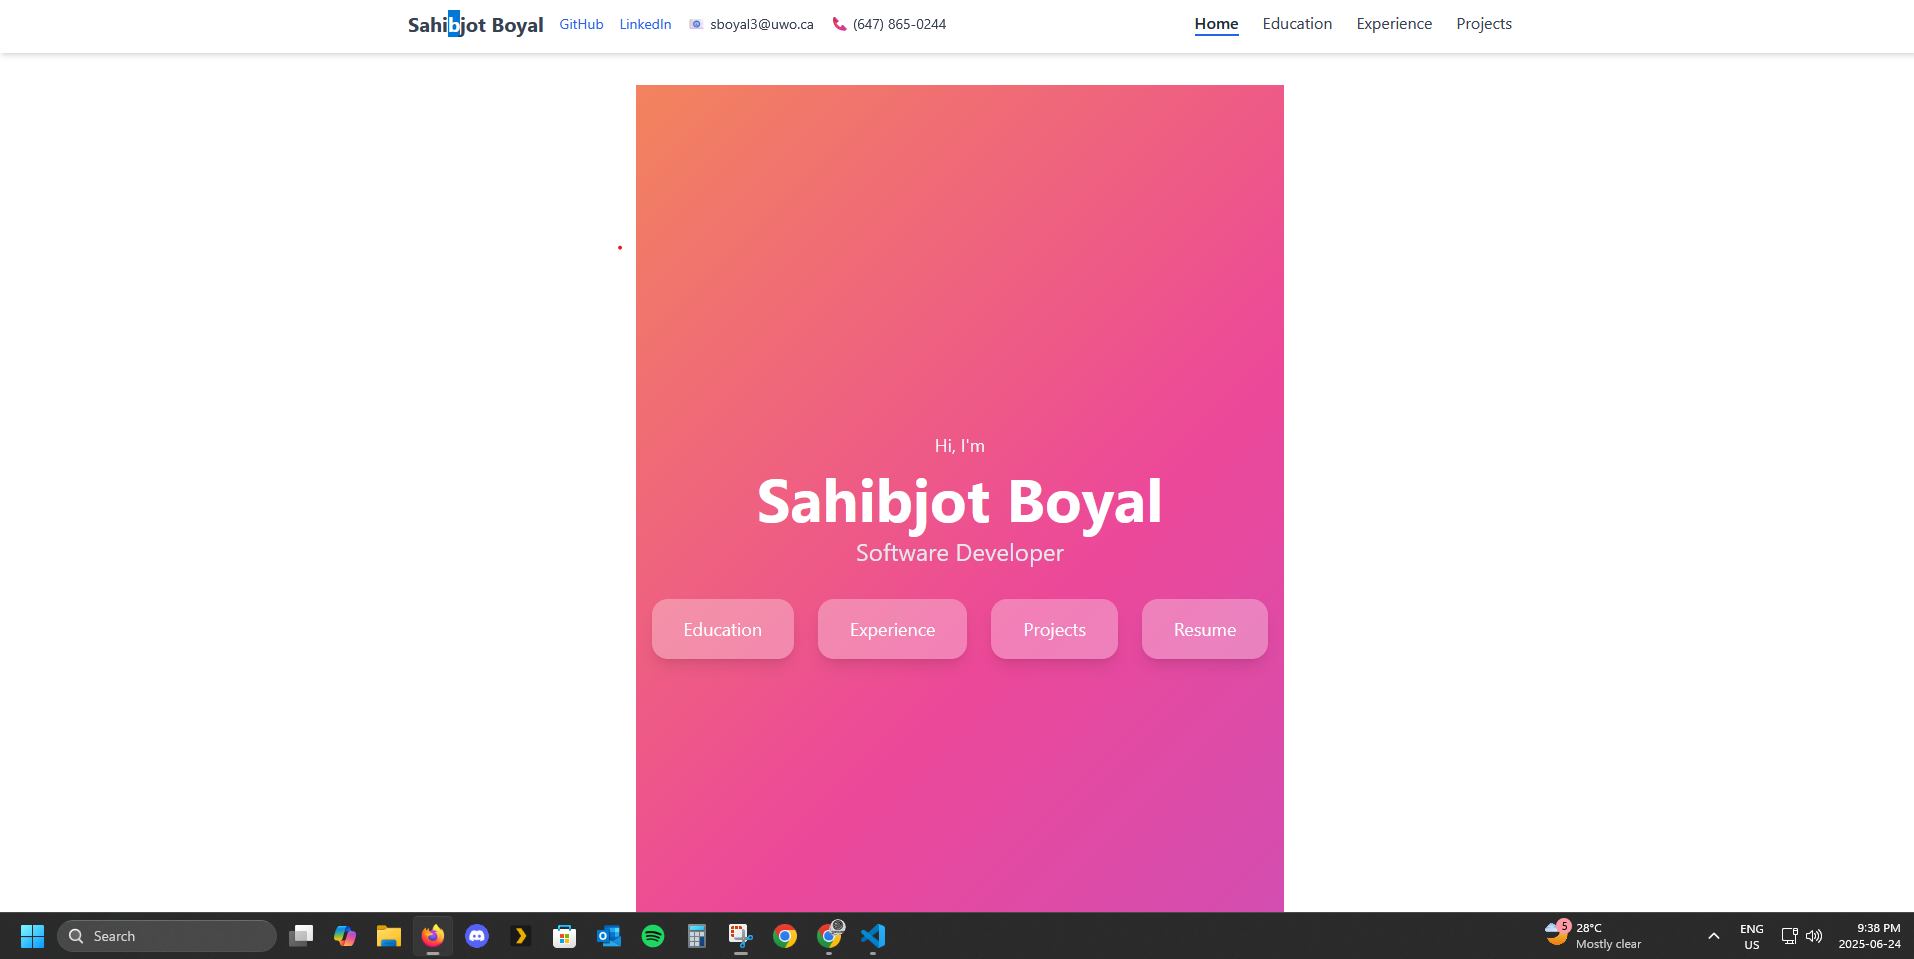 Sahibjot Boyal GitHub LinkedIn sboyal3@uwo.ca (647) 865-0244 Home Education Experience Projects
Hi, I'm
Sahibjot Boyal
Software Developer
Education Experience Projects Resume
Search
5 28°C
Mostly clear
ENG
US
9:38 PM
2025-06-24